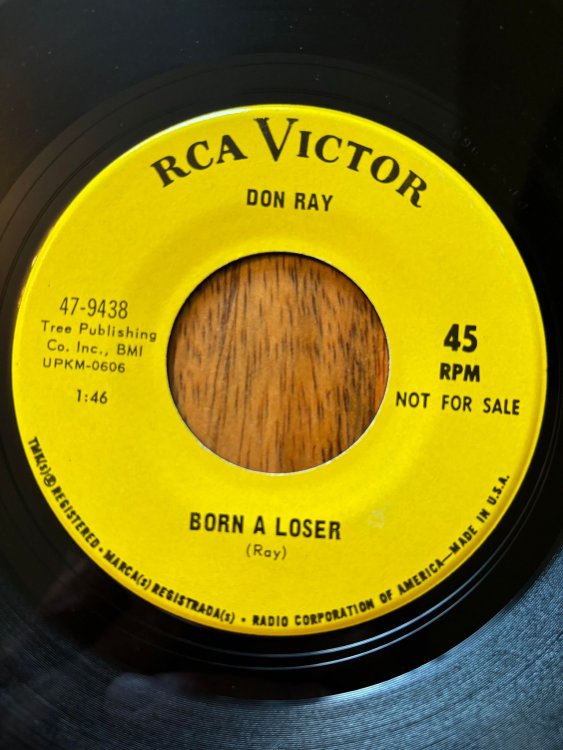 RCA VICTOR
DON RAY
47-9438
Tree Publishing
Co. Inc., BMI
UPKM-0606
1:46
45
RPM
NOT FOR SALE
BORN A LOSER
(Ray)
TMK(s)®REGISTERED • MARCA(s) REGISTRADA(s) • RADIO CORPORATION OF AMERICA—MADE IN U.S.A.